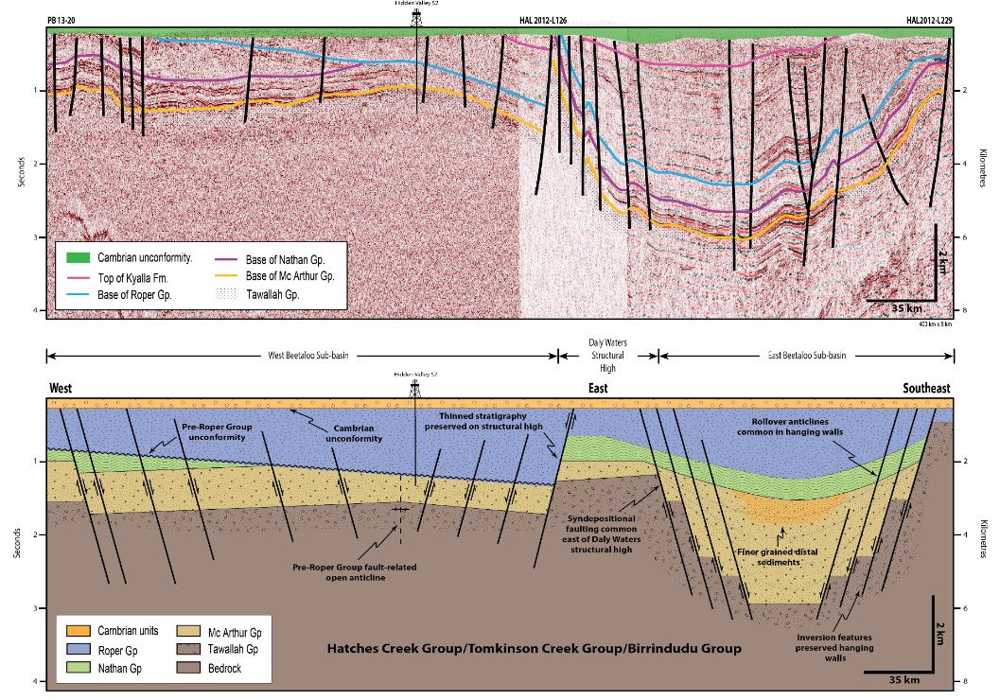 Hidden Valley S2
PB 13-20
HAL 2012-L126
HAL2012-L229
1
2
3
4
Seconds
2
4
6
8
Kilometres
Cambrian unconformity.
Top of Kyalla Fm.
Base of Roper Gp.
Base of Nathan Gp.
Base of Mc Arthur Gp.
Tawallah Gp.
2 km
35 km
400 km x 8 km
West Beetaloo Sub-basin
Daly Waters
Structural
High
East Beetaloo Sub-basin
Hidden Valley S2
West
East
Southeast
Pre-Roper Group
unconformity
Cambrian
unconformity
Thinned stratigraphy
preserved on structural high
Rollover anticlines
common in hanging walls
Syndepositional
faulting common
east of Daly Waters
structural high
Finer grained distal
sediments
Pre-Roper Group fault-related
open anticline
Inversion features
preserved hanging
walls
1
2
3
4
Seconds
2
4
6
8
Kilometres
Cambrian units
Roper Gp
Nathan Gp
Mc Arthur Gp
Tawallah Gp
Bedrock
Hatches Creek Group/Tomkinson Creek Group/Birrindudu Group
2 km
35 km